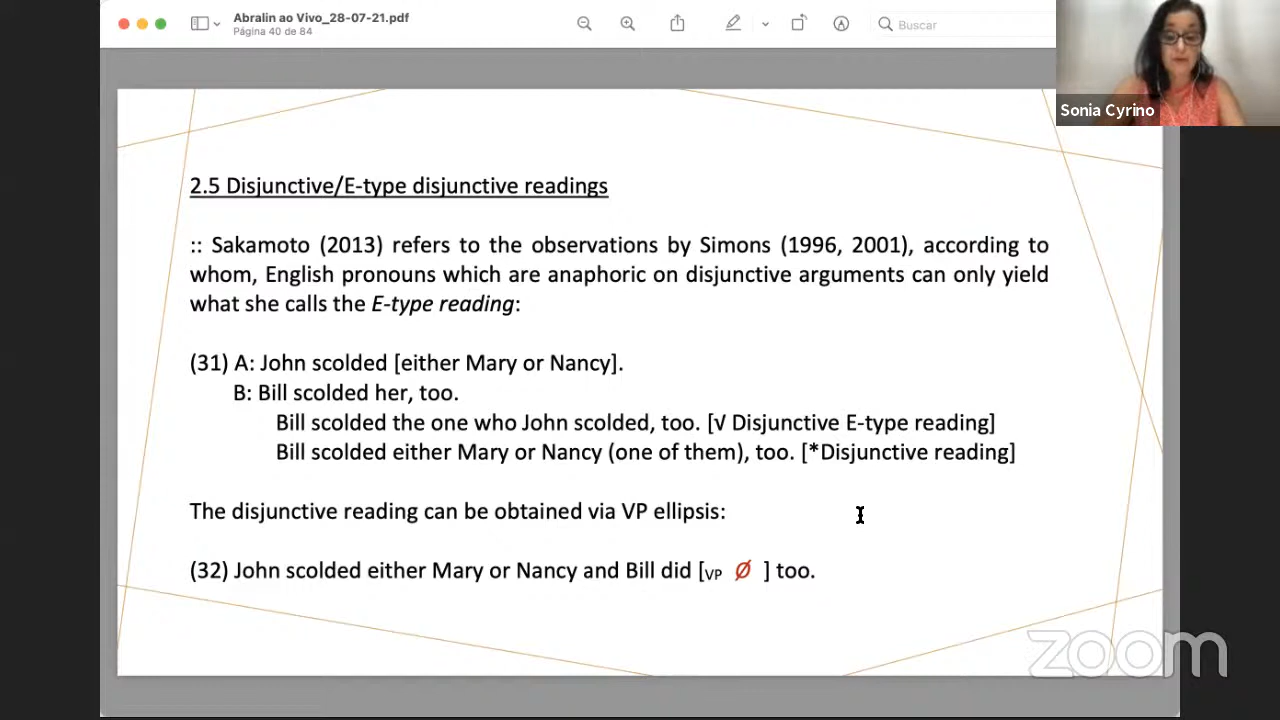 Abralin ao Vivo_28-07-21.pdf
Página 40 de 84
Buscar
Sonia Cyrino
2.5 Disjunctive/E-type disjunctive readings
:: Sakamoto (2013) refers to the observations by Simons (1996, 2001), according to
whom, English pronouns which are anaphoric on disjunctive arguments can only yield
what she calls the E-type reading:
(31) A: John scolded [either Mary or Nancy].
B: Bill scolded her, too.
Bill scolded the one who John scolded, too. [√ Disjunctive E-type reading]
Bill scolded either Mary or Nancy (one of them), too. [*Disjunctive reading]
The disjunctive reading can be obtained via VP ellipsis:
(32) John scolded either Mary or Nancy and Bill did [VP Ø ] too.
zoom